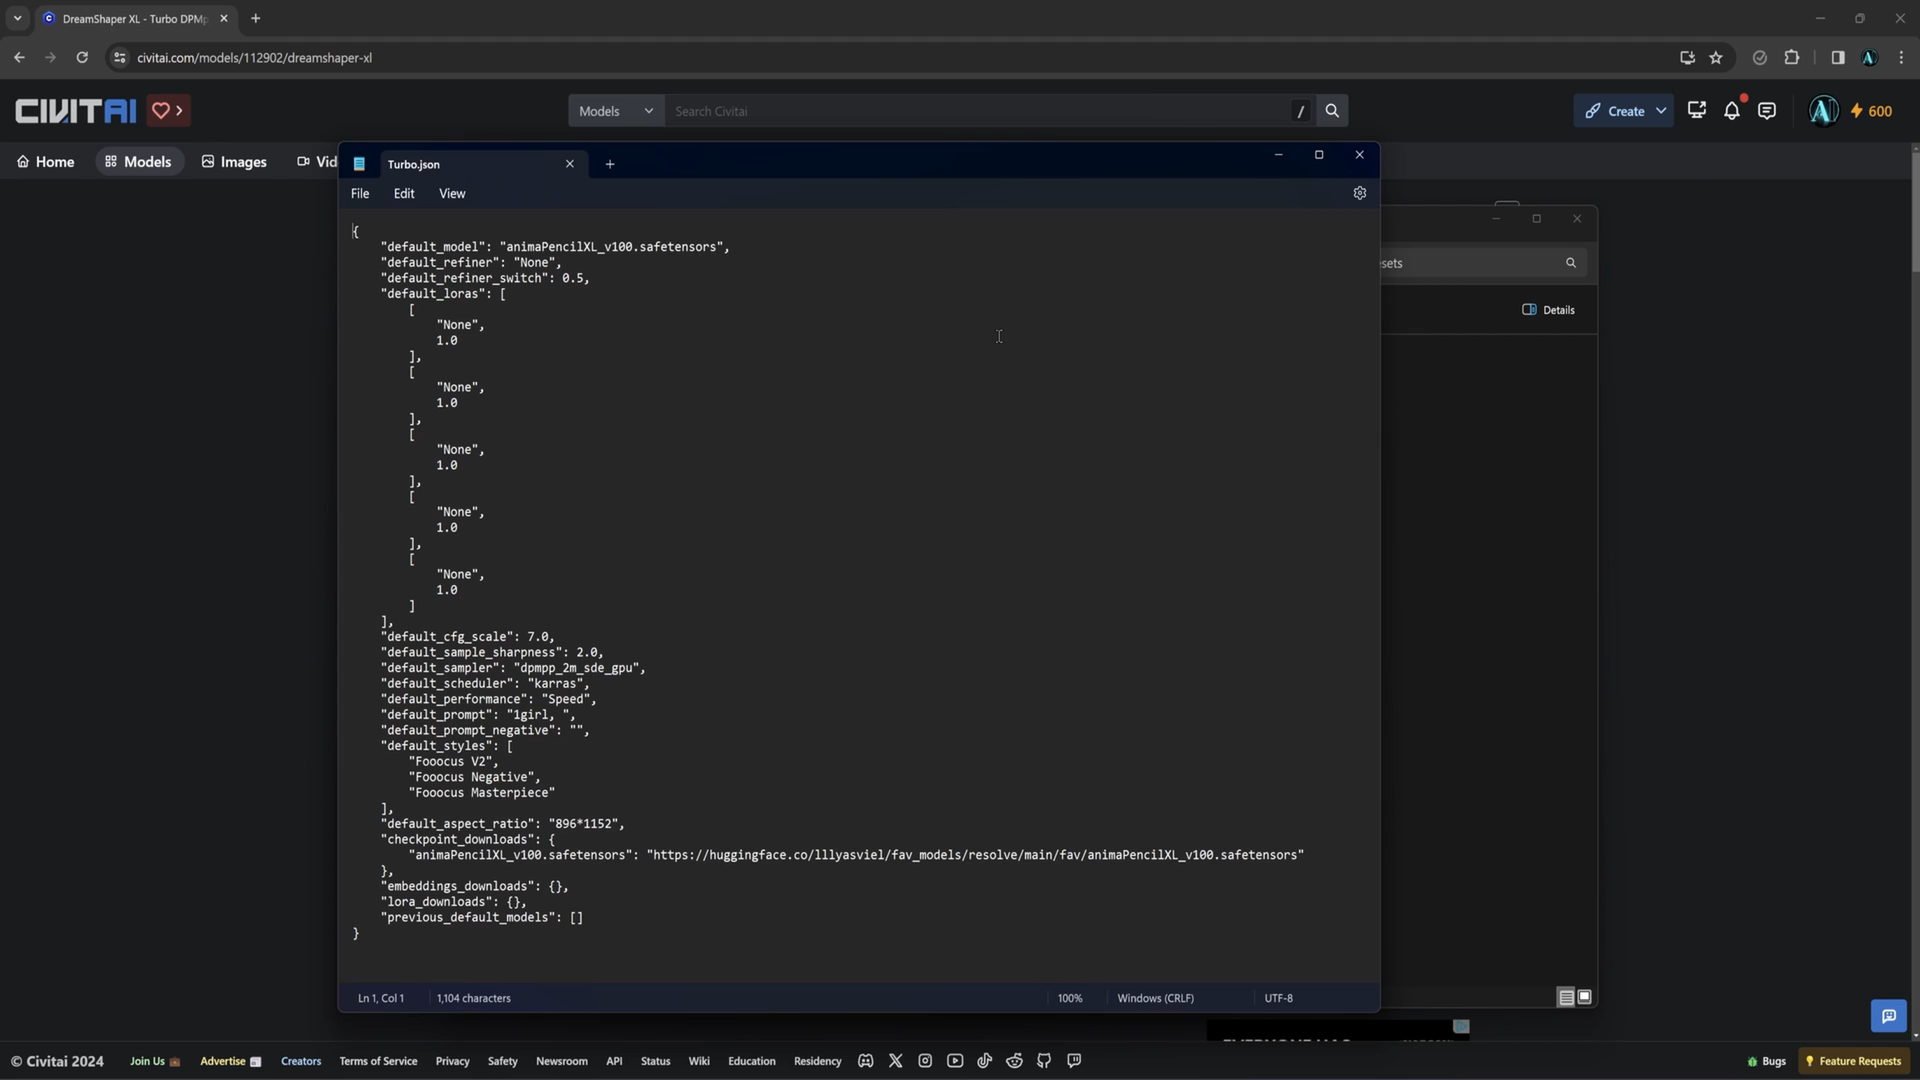 DreamShaper XL - Turbo DPMp
civitai.com/models/112902/dreamshaper-xl
CIVITAI
Models
Search Civitai
/
Create
600
Home
Models
Images
Vid
Turbo.json
File
Edit
View
{
"default_model": "animaPencilXL_v100.safetensors",
"default_refiner": "None",
"default_refiner_switch": 0.5,
"default_loras": [
[
"None",
1.0
],
[
"None",
1.0
],
[
"None",
1.0
],
[
"None",
1.0
],
[
"None",
1.0
]
],
"default_cfg_scale": 7.0,
"default_sample_sharpness": 2.0,
"default_sampler": "dpmpp_2m_sde_gpu",
"default_scheduler": "karras",
"default_performance": "Speed",
"default_prompt": "1girl, ",
"default_prompt_negative": "",
"default_styles": [
"Fooocus V2",
"Fooocus Negative",
"Fooocus Masterpiece"
],
"default_aspect_ratio": "896*1152",
"checkpoint_downloads": {
"animaPencilXL_v100.safetensors": "https://huggingface.co/lllyasviel/fav_models/resolve/main/fav/animaPencilXL_v100.safetensors"
},
"embeddings_downloads": {},
"lora_downloads": {},
"previous_default_models": []
}
Ln 1, Col 1
1,104 characters
100%
Windows (CRLF)
UTF-8
sets
Details
© Civitai 2024
Join Us
Advertise
Creators
Terms of Service
Privacy
Safety
Newsroom
API
Status
Wiki
Education
Residency
Bugs
Feature Requests